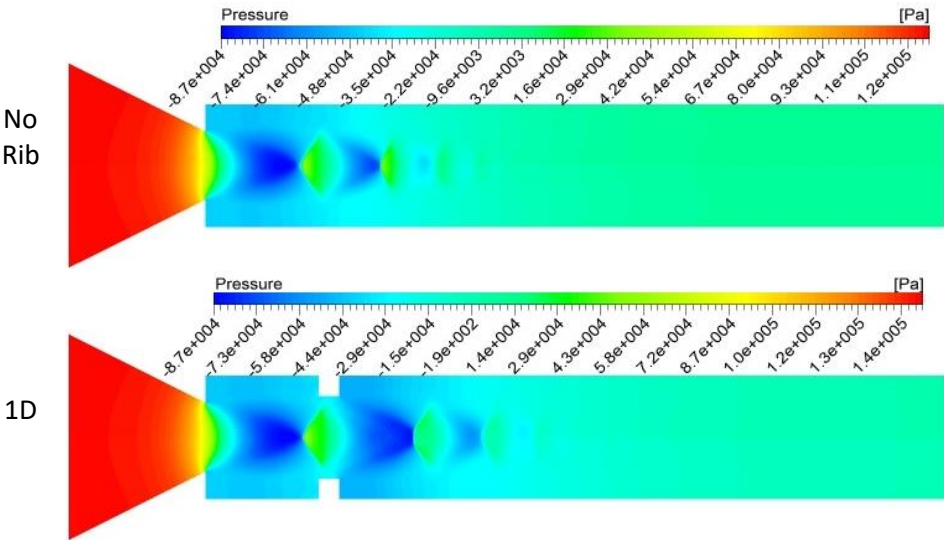 Pressure [Pa]
-8.7e+004 -7.4e+004 -6.1e+004 -4.8e+004 -3.5e+004 -2.2e+004 -9.6e+003 3.2e+003 1.6e+004 2.9e+004 4.2e+004 5.4e+004 6.7e+004 8.0e+004 9.3e+004 1.1e+005 1.2e+005
No
Rib
Pressure [Pa]
-8.7e+004 -7.3e+004 -5.8e+004 -4.4e+004 -2.9e+004 -1.5e+004 -1.9e+002 1.4e+004 2.9e+004 4.3e+004 5.8e+004 7.2e+004 8.7e+004 1.0e+005 1.2e+005 1.3e+005 1.4e+005
1D